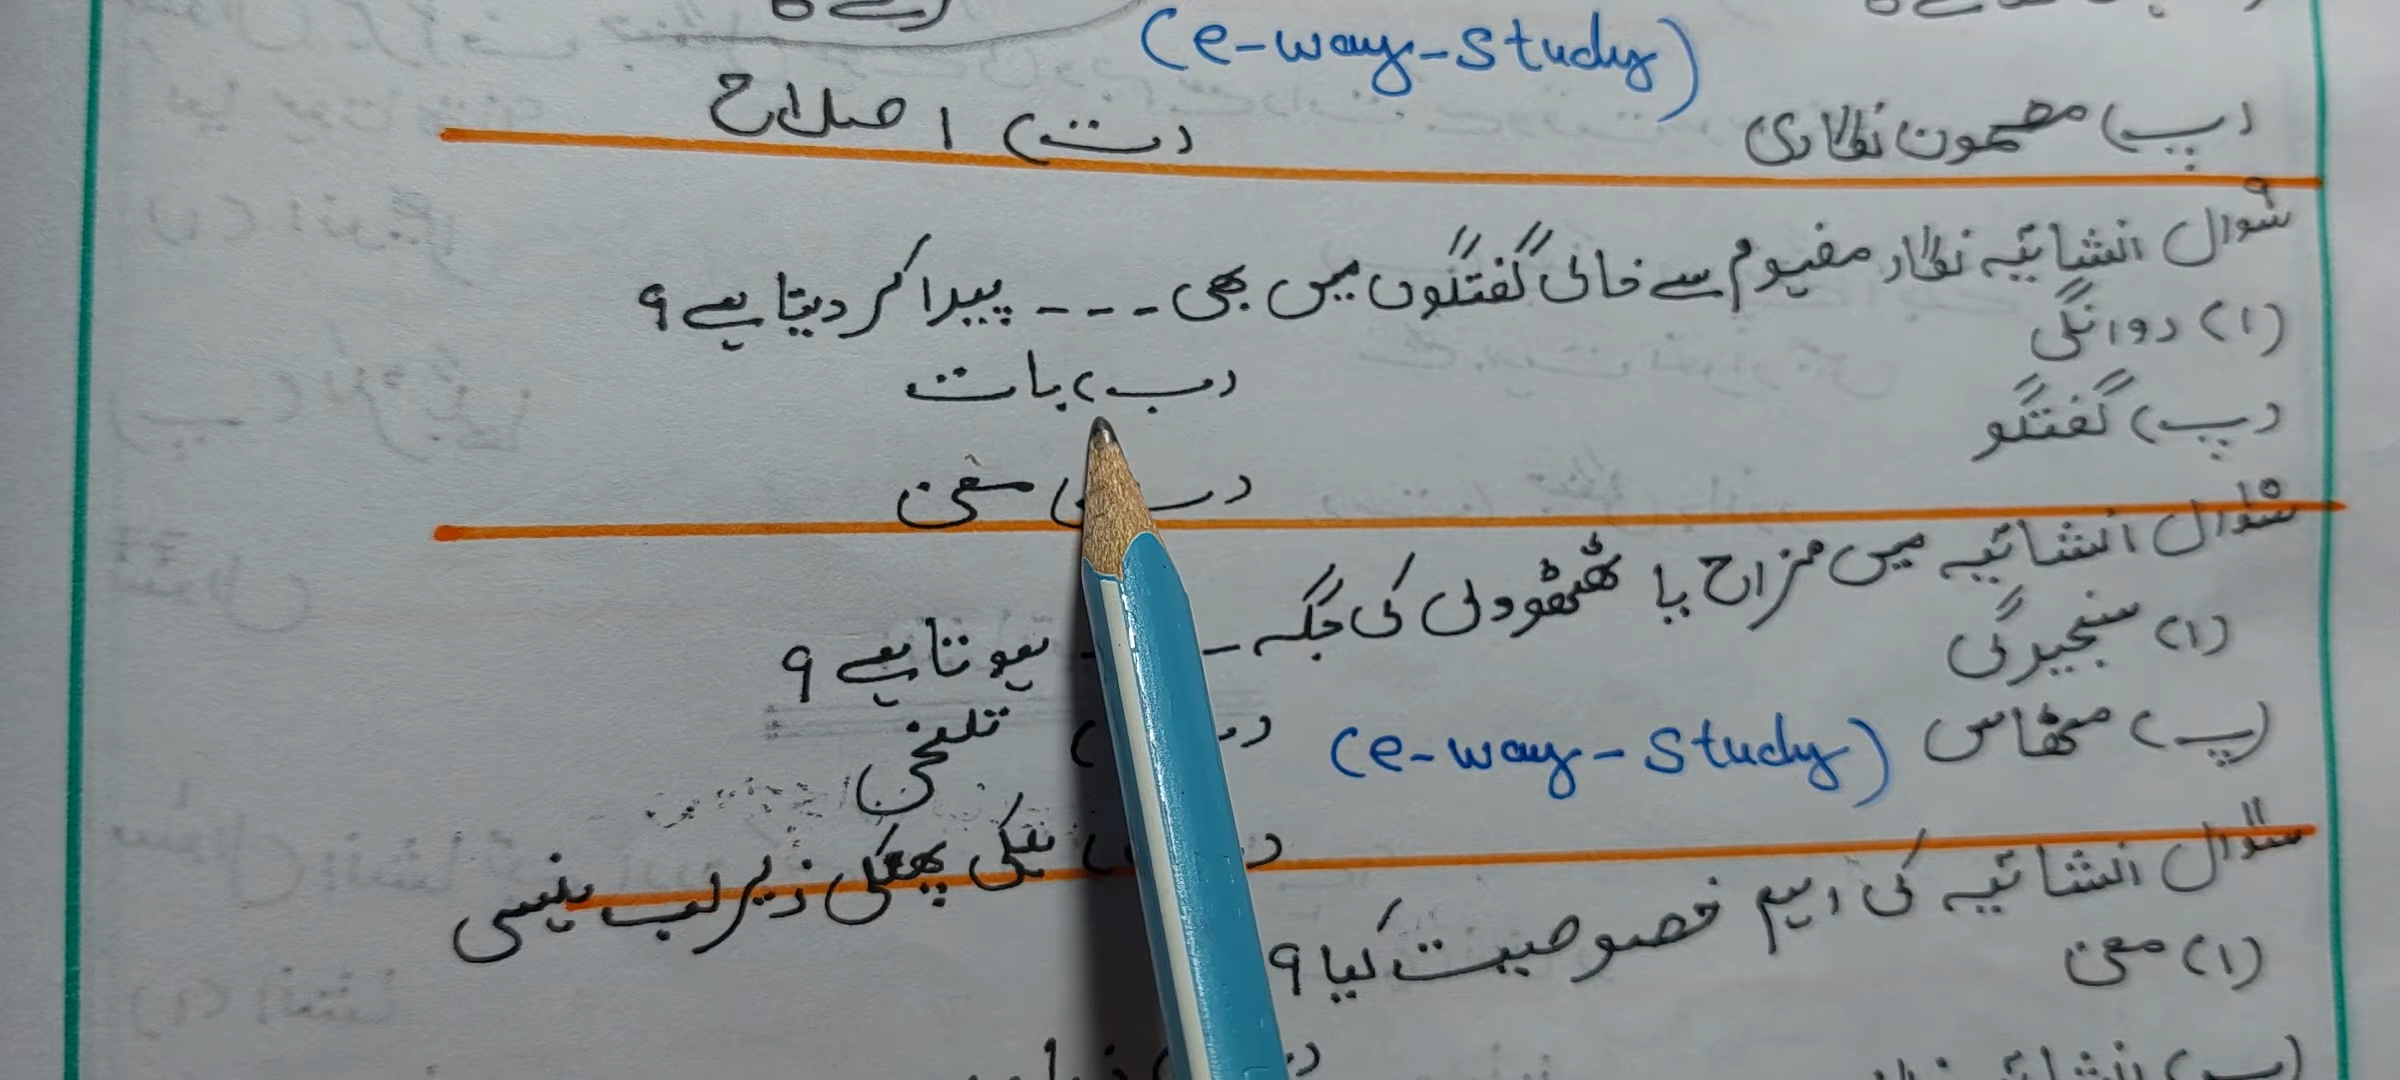 (e-way-study)
(پ) مضمون نگاری (ت) اصلاح
سوال انشائیہ نگار مفہوم سے خالی گفتگوں میں بھی --- پیدا کر دیتا ہے ؟
(ا) دوانگی (ب) بات
(پ) گفتگو معنی
سوال انشائیہ میں مزاح یا ٹھٹھودلی کی جگہ - ہوتا ہے ؟
(ا) سنجیرگی تلخی
(پ) مٹھاس (e-way-study) ہلکی پھلکی زیر لب ہنسی
سوال انشائیہ کی اہم خصوصیت کیا ؟
(ا) معنی